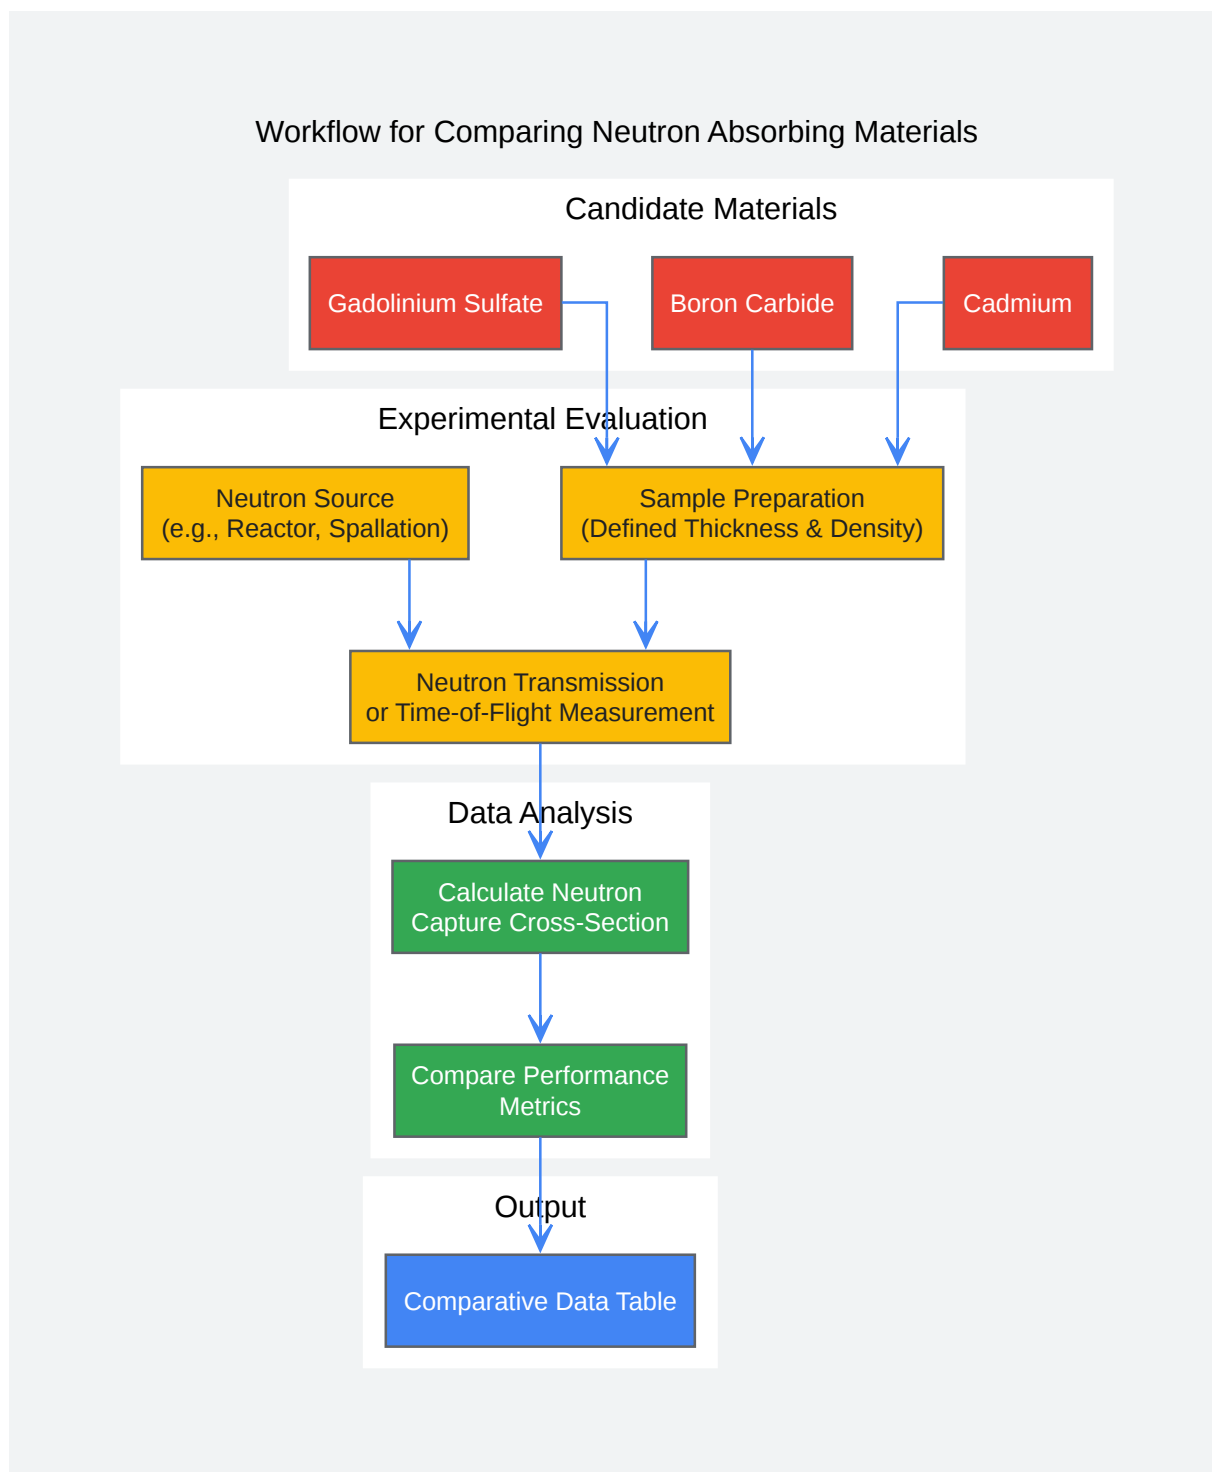 Workflow for Comparing Neutron Absorbing Materials
Candidate Materials
Gadolinium Sulfate
Boron Carbide
Cadmium
Experimental Evaluation
Neutron Source
(e.g., Reactor, Spallation)
Sample Preparation
(Defined Thickness & Density)
Neutron Transmission
or Time-of-Flight Measurement
Data Analysis
Calculate Neutron
Capture Cross-Section
Compare Performance
Metrics
Output
Comparative Data Table